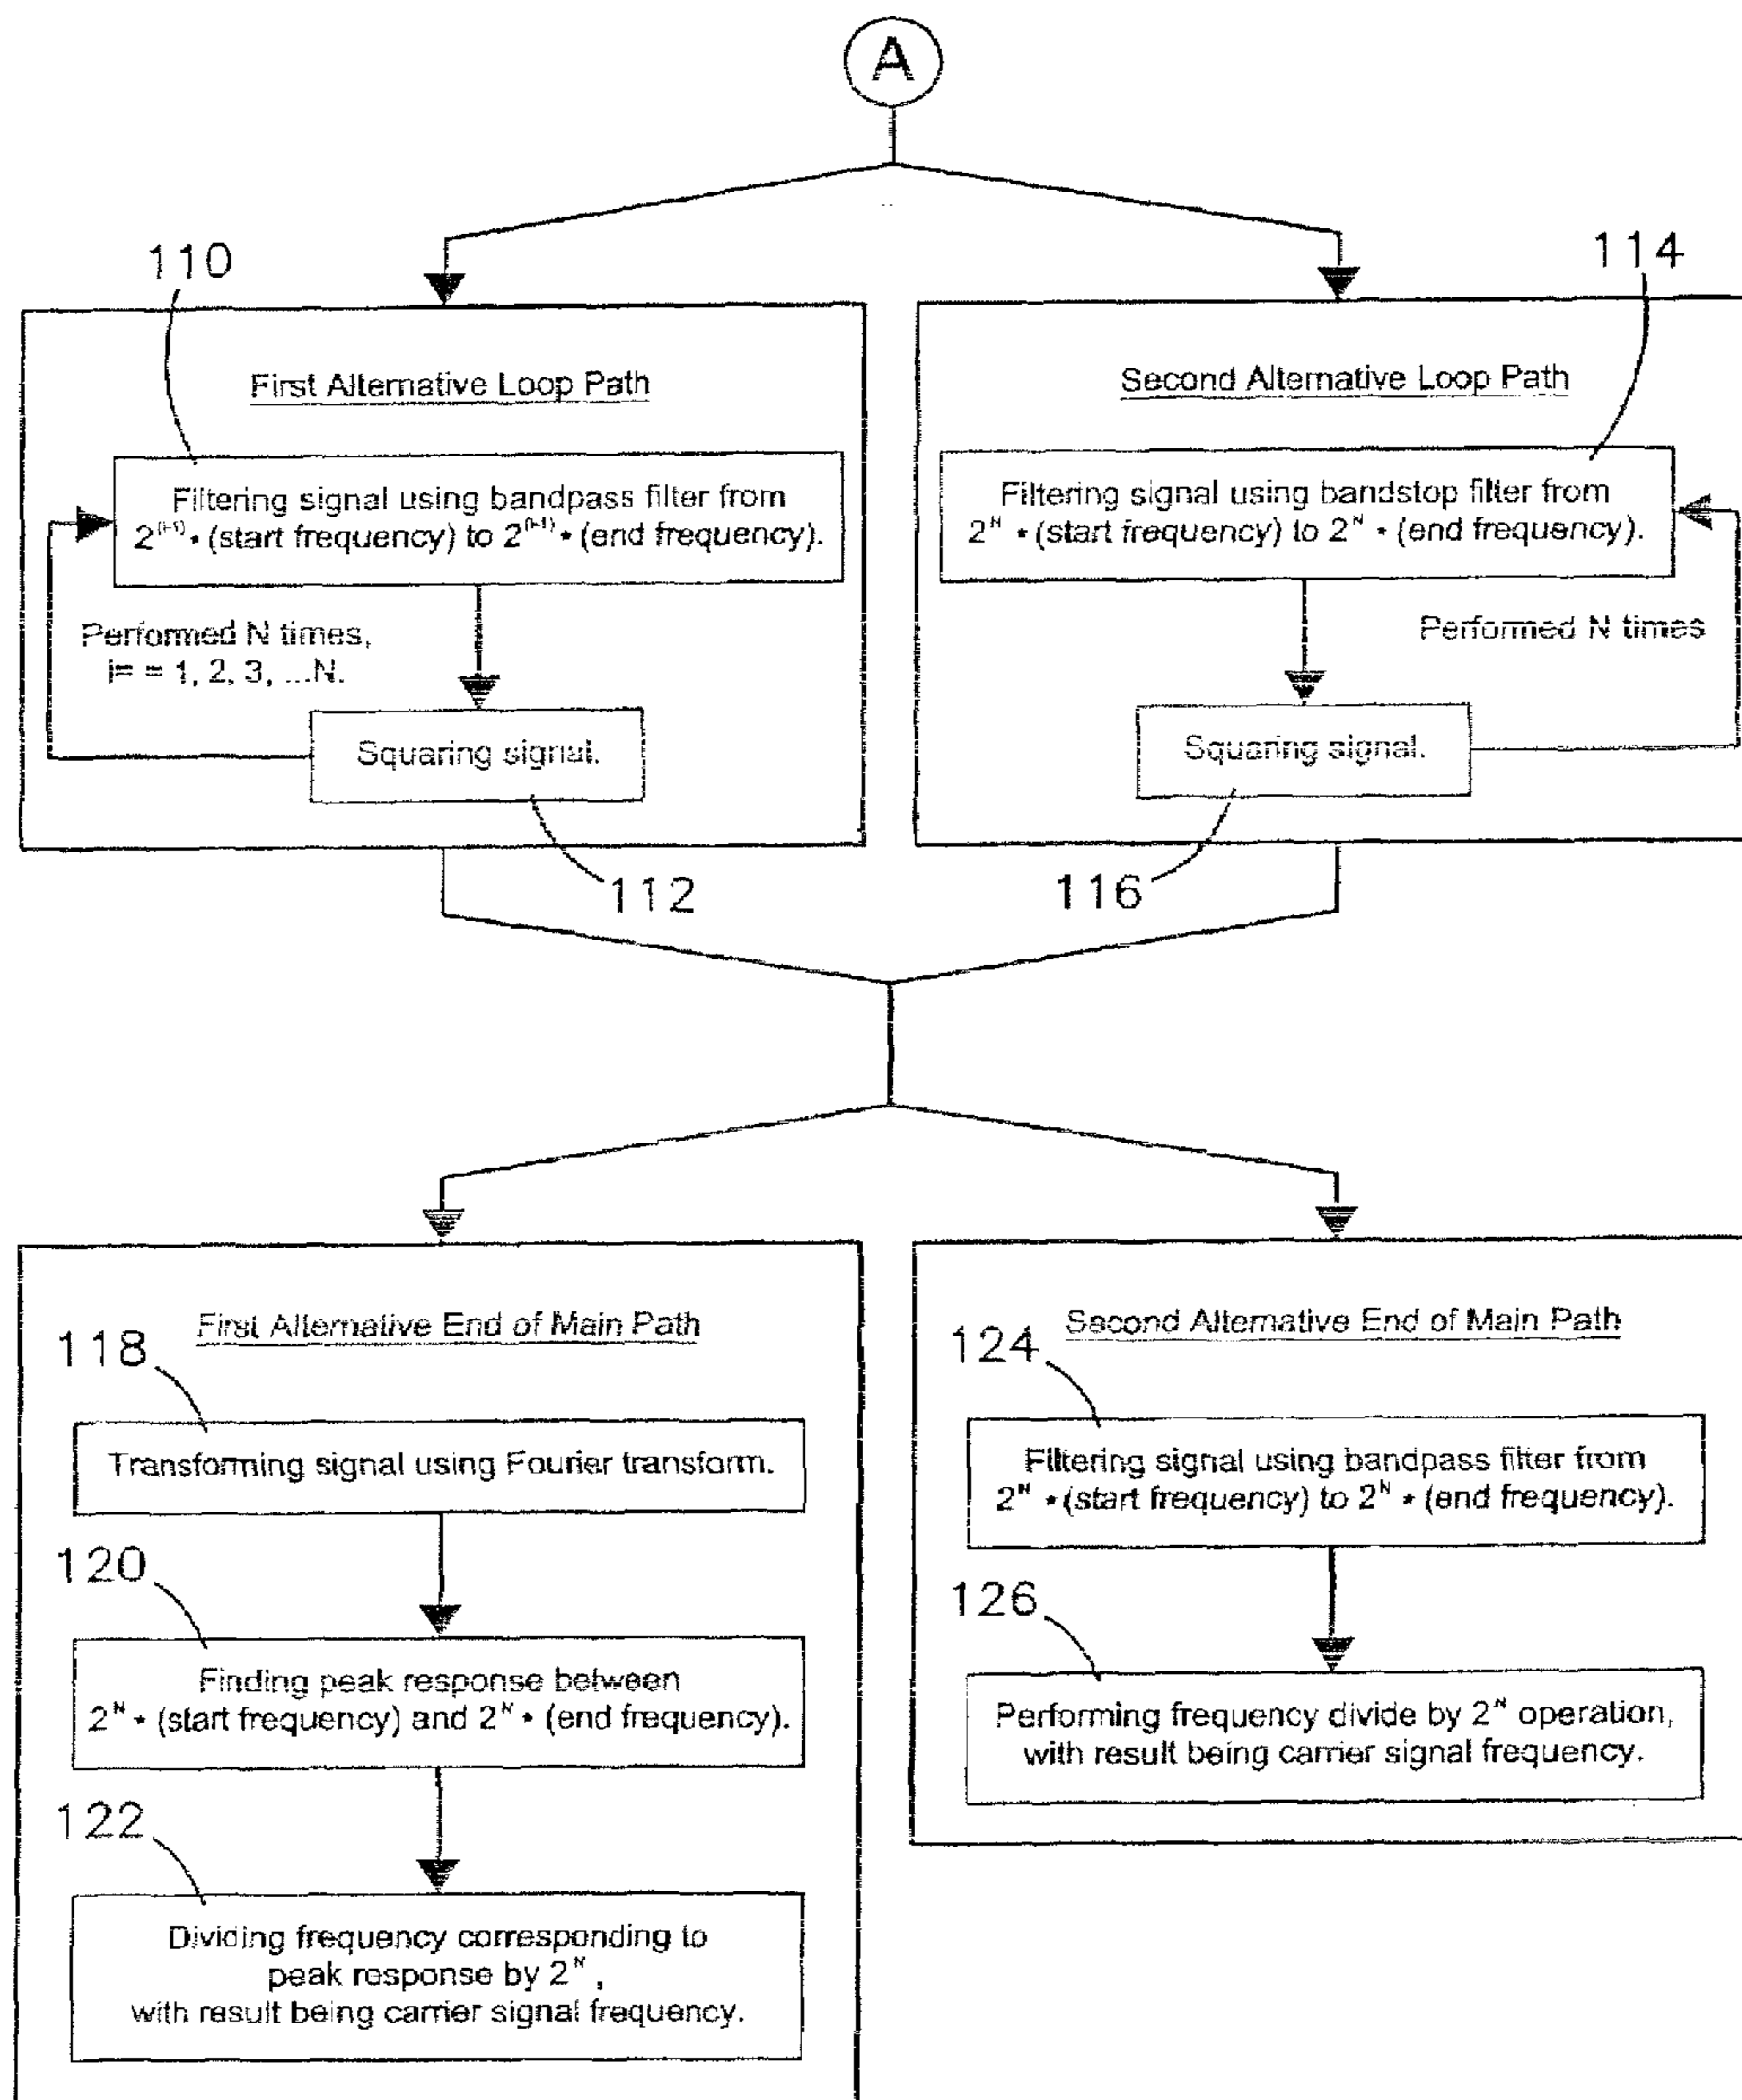 A
110
114
First Alternative Loop Path
Second Alternative Loop Path
Filtering signal using bandpass filter from
2^(i-1) * (start frequency) to 2^(i-1) * (end frequency).
Filtering signal using bandstop filter from
2^N * (start frequency) to 2^N * (end frequency).
Performed N times,
i= = 1, 2, 3, ...N.
Performed N times
Squaring signal.
Squaring signal.
112
116
First Alternative End of Main Path
Second Alternative End of Main Path
118
124
Transforming signal using Fourier transform.
Filtering signal using bandpass filter from
2^N * (start frequency) to 2^N * (end frequency).
120
126
Finding peak response between
2^N * (start frequency) and 2^N * (end frequency).
Performing frequency divide by 2^N operation,
with result being carrier signal frequency.
122
Dividing frequency corresponding to
peak response by 2^N ,
with result being carrier signal frequency.